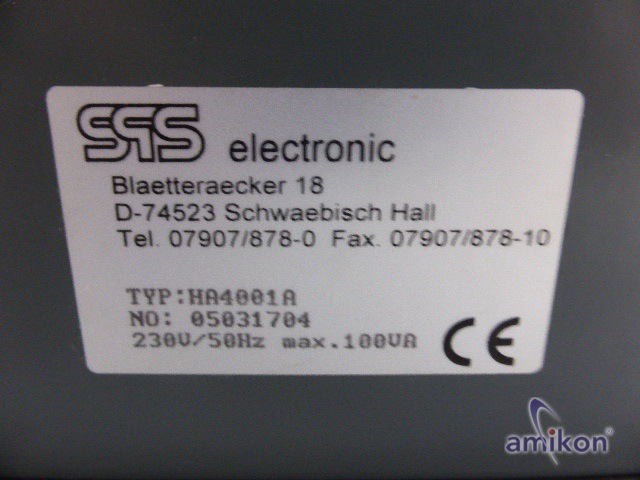 SPS electronic
Blaetteraecker 18
D-74523 Schwaebisch Hall
Tel. 07907/878-0 Fax. 07907/878-10
TYP:HA4001A
NO: 05031704
230V/50Hz max.100VA
CE
amikon